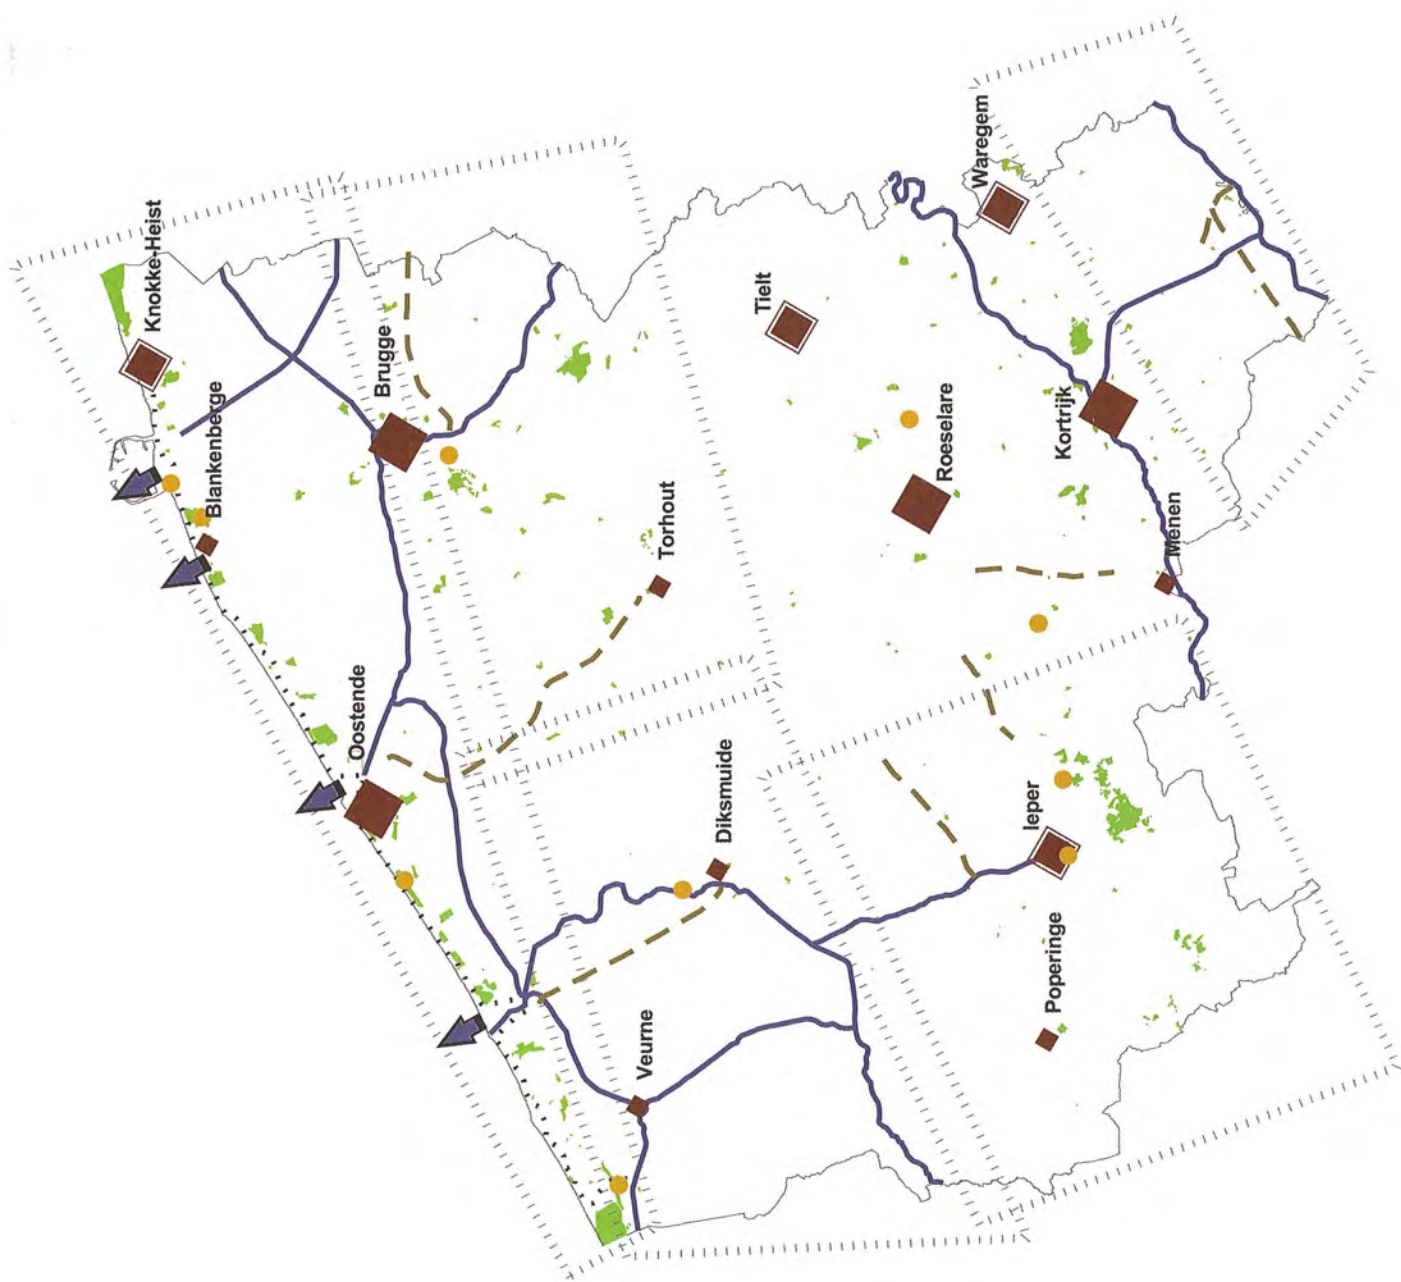 Knokke-Heist
Blankenberge
Brugge
Oostende
Torhout
Tielt
Waregem
Roeselare
Kortrijk
Menen
Diksmuide
Veurne
Ieper
Poperinge